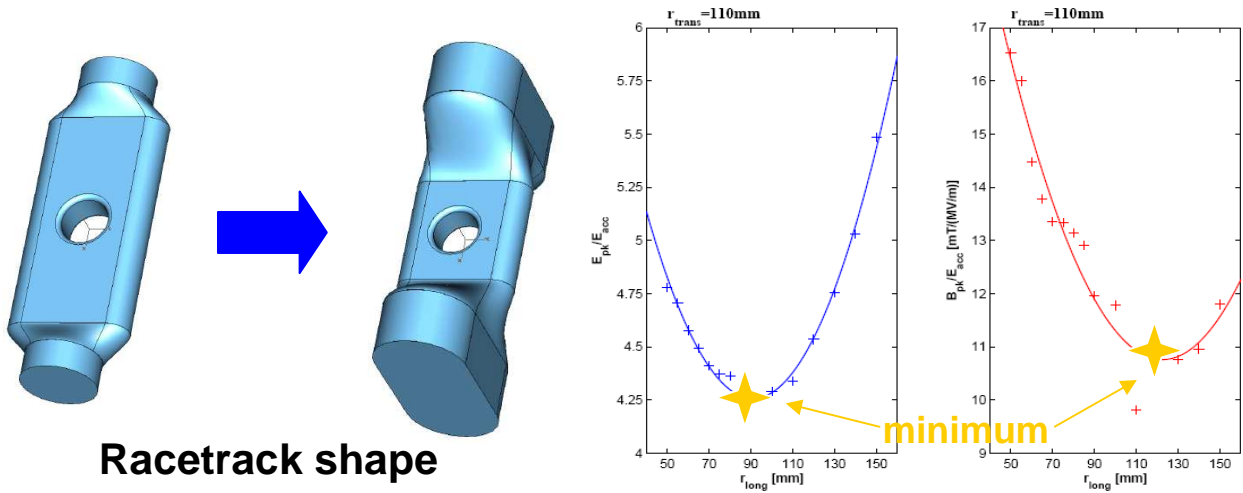 Racetrack shape
r_trans=110mm
6
5.75
5.5
5.25
5
4.75
4.5
4.25
4
E_pk/E_acc
50 70 90 110 130 150
r_long [mm]
r_trans=110mm
17
16
15
14
13
12
11
10
9
B_pk/E_acc [mT/(MV/m)]
50 70 90 110 130 150
r_long [mm]
minimum